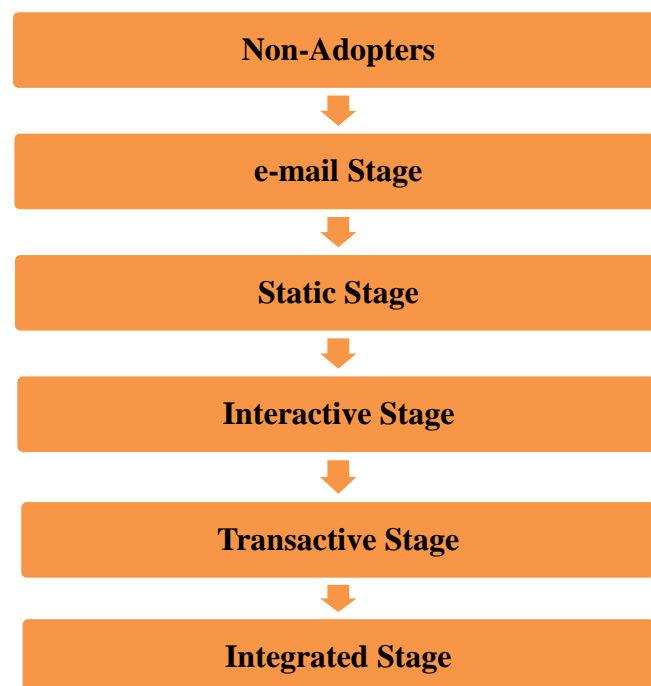 Non-Adopters
e-mail Stage
Static Stage
Interactive Stage
Transactive Stage
Integrated Stage